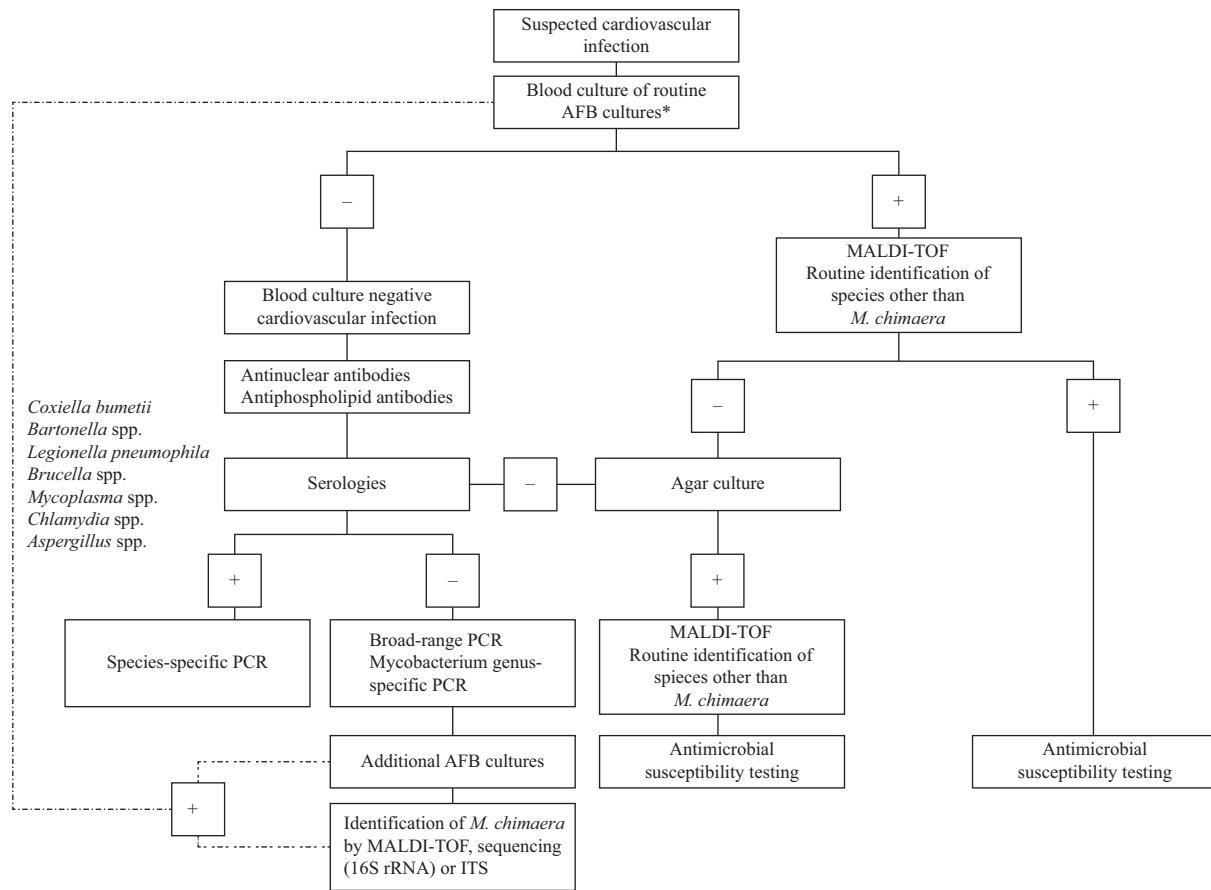 Suspected cardiovascular
infection
Blood culture of routine
AFB cultures*
–
+
MALDI-TOF
Routine identification of
species other than
M. chimaera
Blood culture negative
cardiovascular infection
Antinuclear antibodies
Antiphospholipid antibodies
–
+
Coxiella bumetii
Bartonella spp.
Legionella pneumophila
Brucella spp.
Mycoplasma spp.
Chlamydia spp.
Aspergillus spp.
Serologies
–
Agar culture
+
–
+
Species-specific PCR
Broad-range PCR
Mycobacterium genus-
specific PCR
MALDI-TOF
Routine identification of
spieces other than
M. chimaera
Additional AFB cultures
Antimicrobial
susceptibility testing
Antimicrobial
susceptibility testing
+
Identification of M. chimaera
by MALDI-TOF, sequencing
(16S rRNA) or ITS